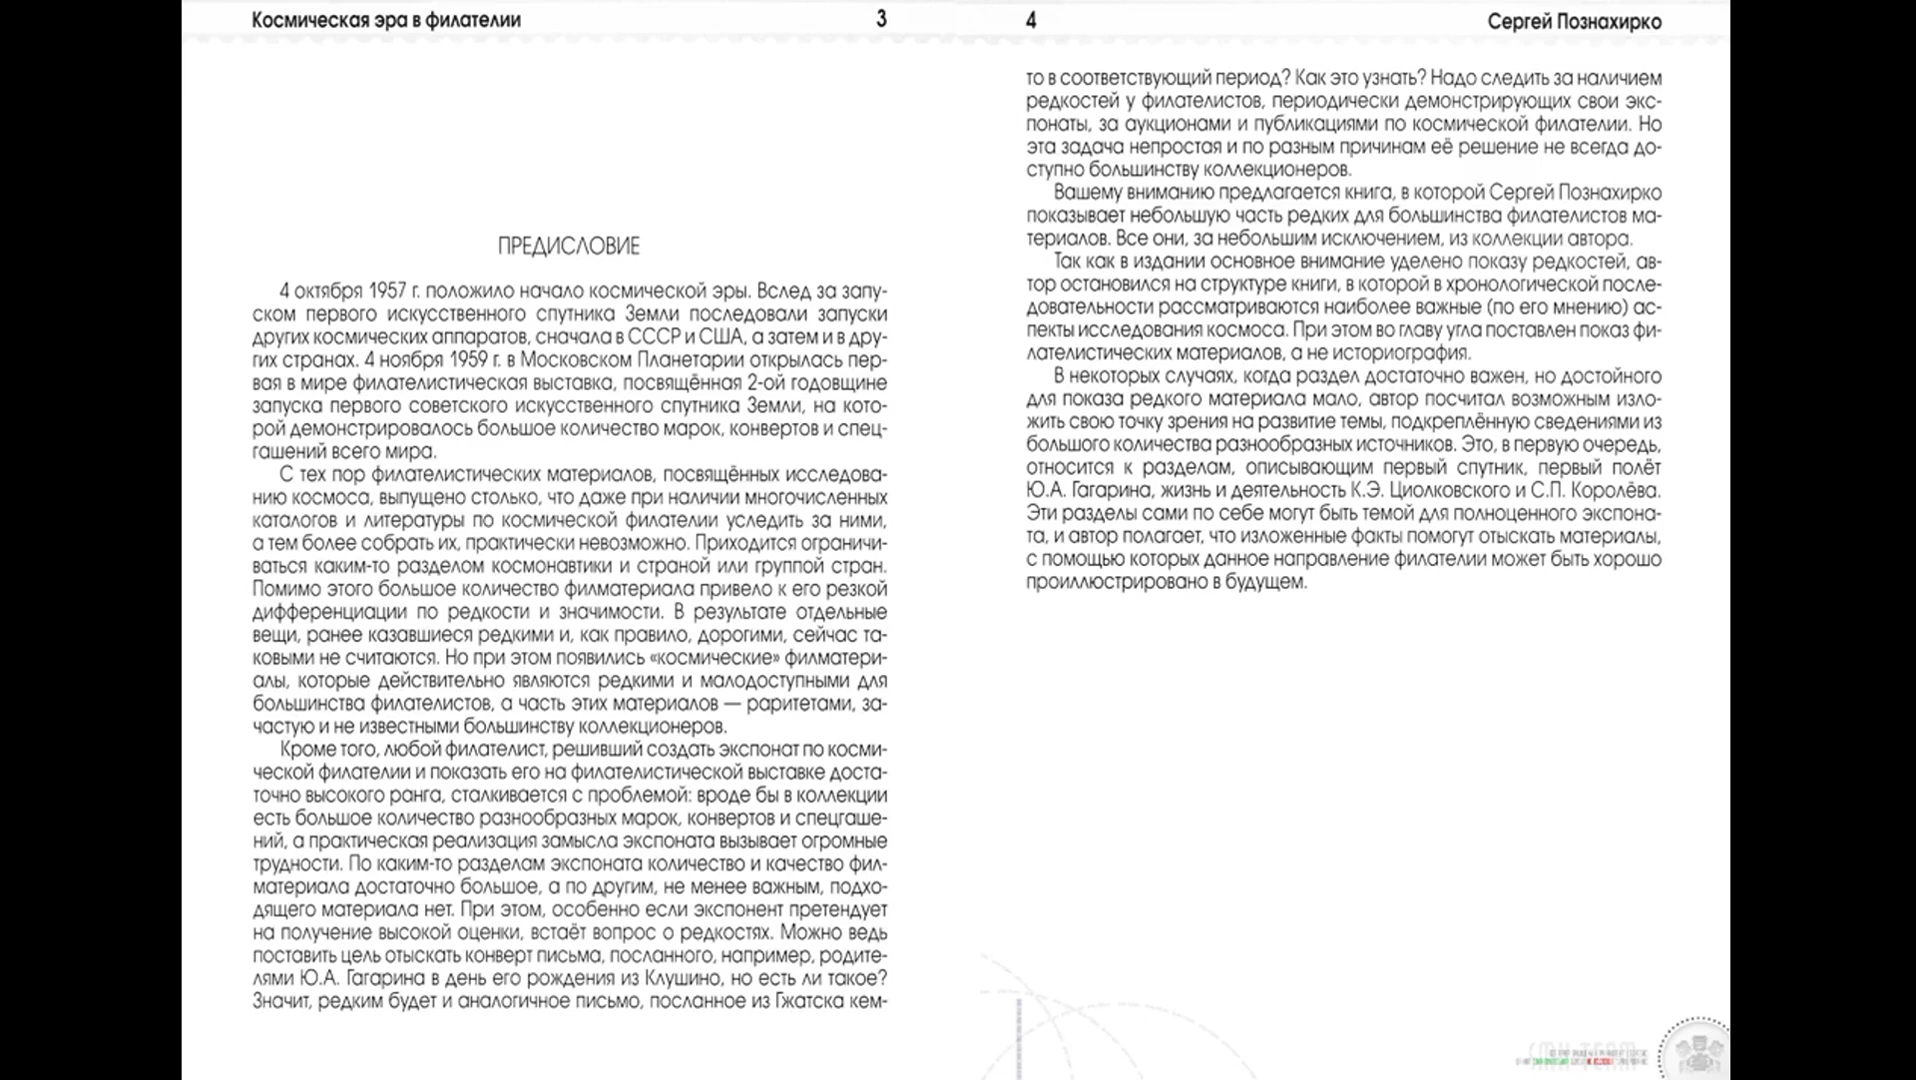 Космическая эра в филателии 3
ПРЕДИСЛОВИЕ
4 октября 1957 г. положило начало космической эры. Вслед за запу-
ском первого искусственного спутника Земли последовали запуски
других космических аппаратов, сначала в СССР и США, а затем и в дру-
гих странах. 4 ноября 1959 г. в Московском Планетарии открылась пер-
вая в мире филателистическая выставка, посвящённая 2-ой годовщине
запуска первого советского искусственного спутника Земли, на кото-
рой демонстрировалось большое количество марок, конвертов и спец-
гашений всего мира.
С тех пор филателистических материалов, посвящённых исследова-
нию космоса, выпущено столько, что даже при наличии многочисленных
каталогов и литературы по космической филателии уследить за ними,
а тем более собрать их, практически невозможно. Приходится ограничи-
ваться каким-то разделом космонавтики и страной или группой стран.
Помимо этого большое количество филматериала привело к его резкой
дифференциации по редкости и значимости. В результате отдельные
вещи, ранее казавшиеся редкими и, как правило, дорогими, сейчас та-
ковыми не считаются. Но при этом появились «космические» филматери-
алы, которые действительно являются редкими и малодоступными для
большинства филателистов, а часть этих материалов — раритетами, за-
частую и не известными большинству коллекционеров.
Кроме того, любой филателист, решивший создать экспонат по косми-
ческой филателии и показать его на филателистической выставке доста-
точно высокого ранга, сталкивается с проблемой: вроде бы в коллекции
есть большое количество разнообразных марок, конвертов и спецгаше-
ний, а практическая реализация замысла экспоната вызывает огромные
трудности. По каким-то разделам экспоната количество и качество фил-
материала достаточно большое, а по другим, не менее важным, подхо-
дящего материала нет. При этом, особенно если экспонент претендует
на получение высокой оценки, встаёт вопрос о редкостях. Можно ведь
поставить цель отыскать конверт письма, посланного, например, родите-
лями Ю.А. Гагарина в день его рождения из Клушино, но есть ли такое?
Значит, редким будет и аналогичное письмо, посланное из Гжатска кем-
4 Сергей Познахирко
то в соответствующий период? Как это узнать? Надо следить за наличием
редкостей у филателистов, периодически демонстрирующих свои экс-
понаты, за аукционами и публикациями по космической филателии. Но
эта задача непростая и по разным причинам её решение не всегда до-
ступно большинству коллекционеров.
Вашему вниманию предлагается книга, в которой Сергей Познахирко
показывает небольшую часть редких для большинства филателистов ма-
териалов. Все они, за небольшим исключением, из коллекции автора.
Так как в издании основное внимание уделено показу редкостей, ав-
тор остановился на структуре книги, в которой в хронологической после-
довательности рассматриваются наиболее важные (по его мнению) ас-
пекты исследования космоса. При этом во главу угла поставлен показ фи-
лателистических материалов, а не историография.
В некоторых случаях, когда раздел достаточно важен, но достойного
для показа редкого материала мало, автор посчитал возможным изло-
жить свою точку зрения на развитие темы, подкреплённую сведениями из
большого количества разнообразных источников. Это, в первую очередь,
относится к разделам, описывающим первый спутник, первый полёт
Ю.А. Гагарина, жизнь и деятельность К.Э. Циолковского и С.П. Королёва.
Эти разделы сами по себе могут быть темой для полноценного экспона-
та, и автор полагает, что изложенные факты помогут отыскать материалы,
с помощью которых данное направление филателии может быть хорошо
проиллюстрировано в будущем.